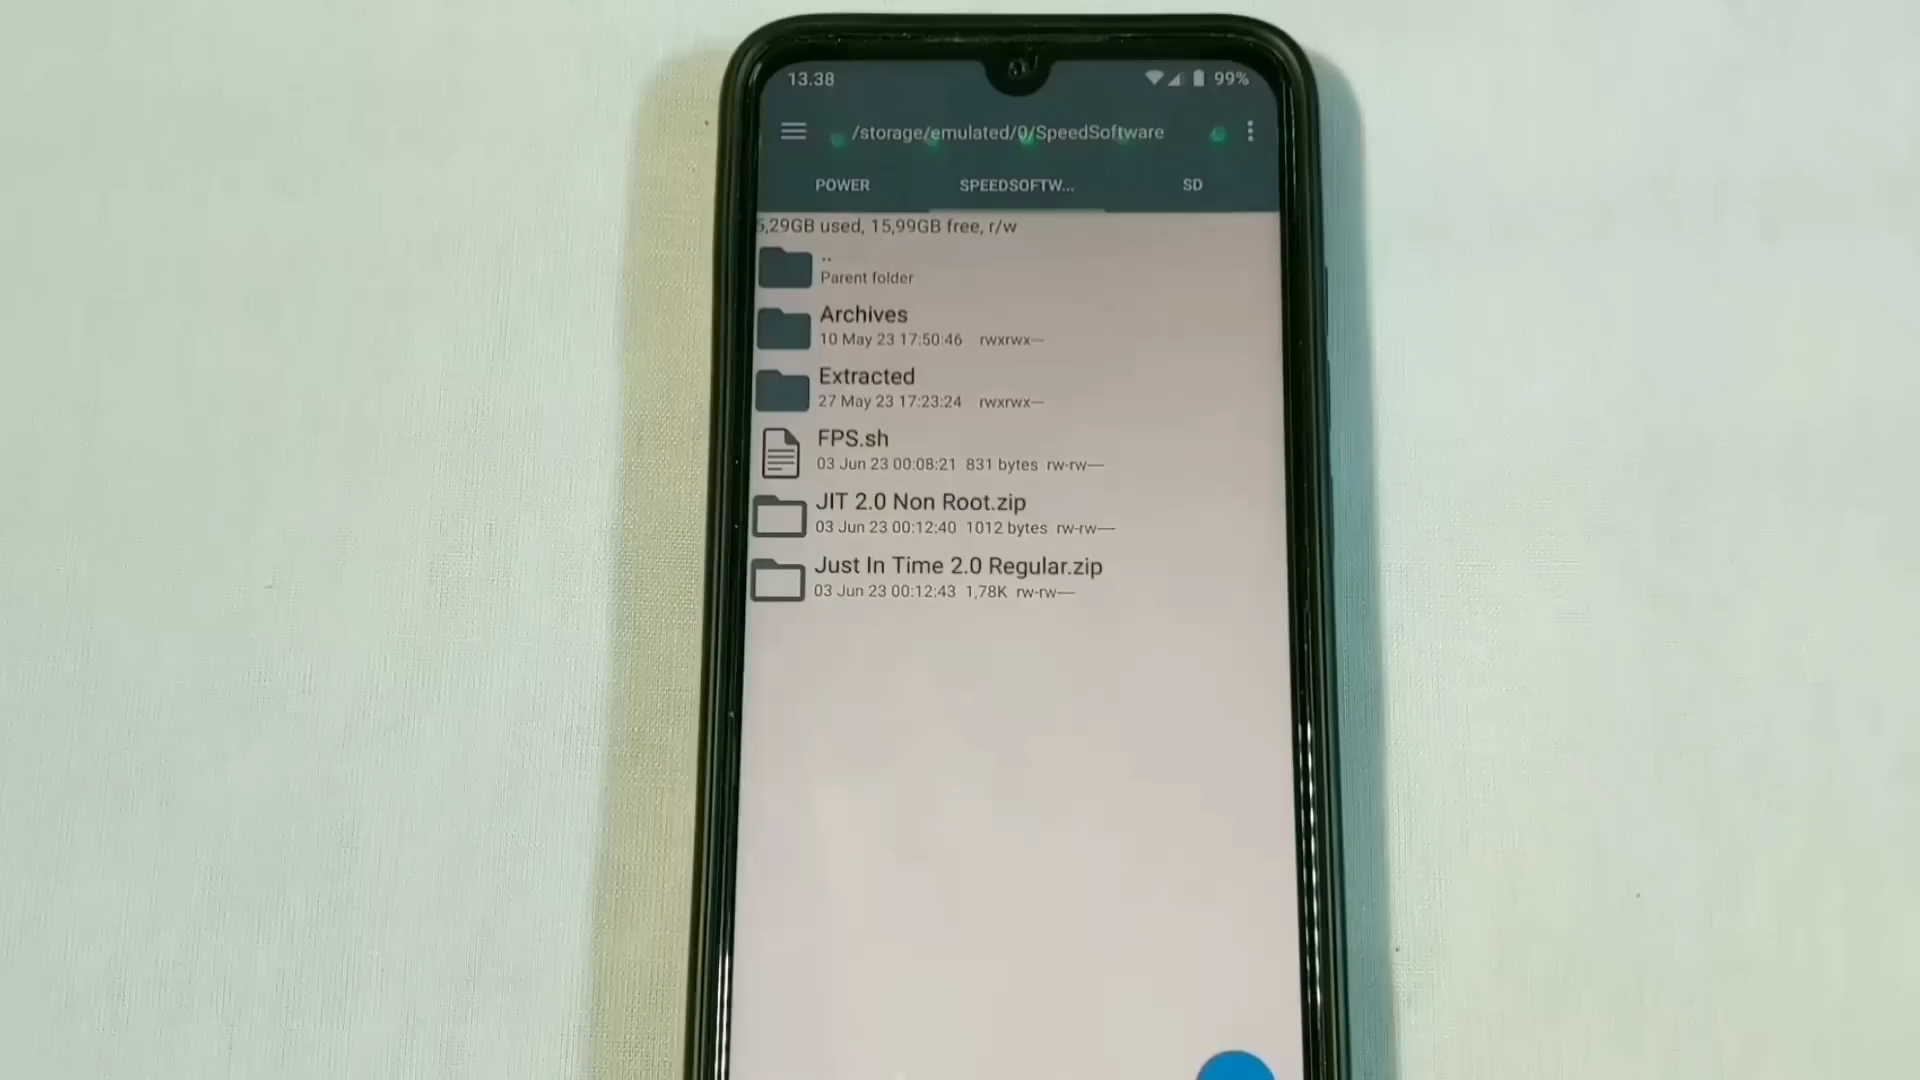 13.38 99%
/storage/emulated/0/SpeedSoftware
POWER SPEEDSOFTW... SD
5,29GB used, 15,99GB free, r/w
..
Parent folder
Archives
10 May 23 17:50:46 rwxrwx---
Extracted
27 May 23 17:23:24 rwxrwx---
FPS.sh
03 Jun 23 00:08:21 831 bytes rw-rw----
JIT 2.0 Non Root.zip
03 Jun 23 00:12:40 1012 bytes rw-rw----
Just In Time 2.0 Regular.zip
03 Jun 23 00:12:43 1,78K rw-rw----